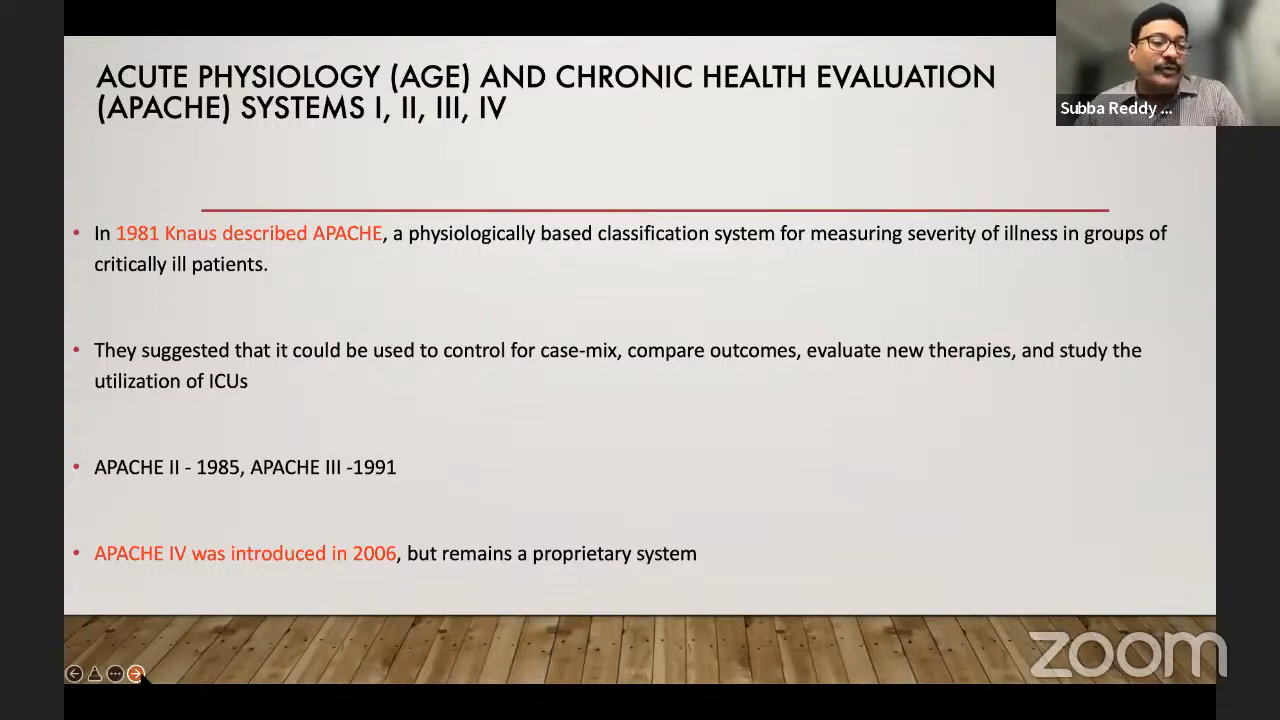 ACUTE PHYSIOLOGY (AGE) AND CHRONIC HEALTH EVALUATION
(APACHE) SYSTEMS I, II, III, IV
Subba Reddy ...
• In 1981 Knaus described APACHE, a physiologically based classification system for measuring severity of illness in groups of
critically ill patients.
• They suggested that it could be used to control for case-mix, compare outcomes, evaluate new therapies, and study the
utilization of ICUs
• APACHE II - 1985, APACHE III -1991
• APACHE IV was introduced in 2006, but remains a proprietary system
zoom